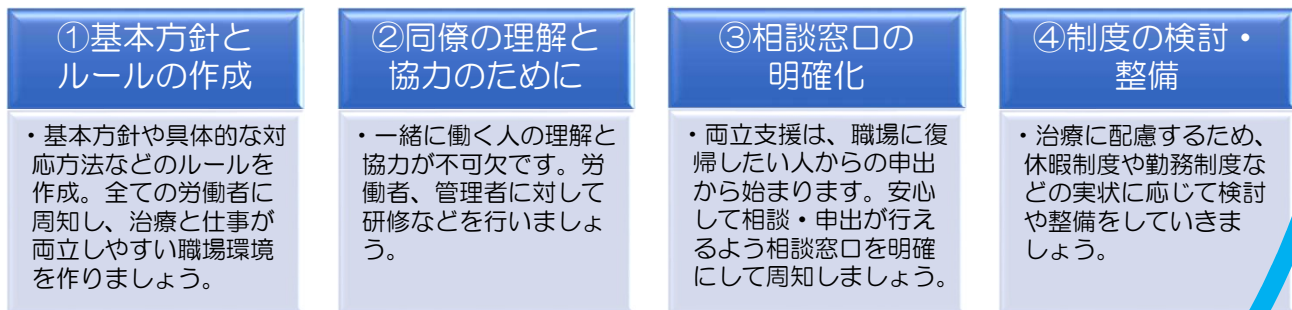 ①基本方針と
ルールの作成
・基本方針や具体的な対
応方法などのルールを
作成。全ての労働者に
周知し、治療と仕事が
両立しやすい職場環境
を作りましょう。
②同僚の理解と
協力のために
・一緒に働く人の理解と
協力が不可欠です。労
働者、管理者に対して
研修などを行いましょ
う。
③相談窓口の
明確化
・両立支援は、職場に復
帰したい人からの申出
から始まります。安心
して相談・申出が行え
るよう相談窓口を明確
にして周知しましょう。
④制度の検討・
整備
・治療に配慮するため、
休暇制度や勤務制度な
どの実状に応じて検討
や整備をしていきま
しょう。